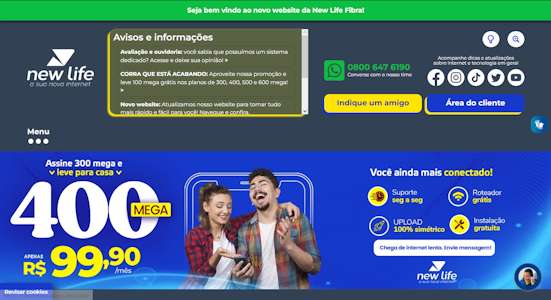 Seja bem vindo ao novo website da New Life Fibra!
new life
a sua nova internet
Avisos e informações
Avaliação e ouvidoria: você sabia que possuímos um sistema
dedicado? Acesse e deixe sua opinião! >
CORRA QUE ESTÁ ACABANDO: Aproveite nossa promoção e
leve 100 mega grátis nos planos de 300, 400, 500 e 600 mega!
>
Novo website: Atualizamos nosso website para tornar tudo
mais rápido e fácil para você! Navegue e confira.
0800 647 6190
Converse com o nosso time
Acompanhe dicas e atualizações
sobre internet e tecnologia em geral
Indique um amigo
Área do cliente
Menu
Assine 300 mega e
leve para casa
400
MEGA
APENAS
R$ 99,90
/mês
Você ainda mais conectado!
Suporte
seg a seg
Roteador
grátis
UPLOAD
100% simétrico
Instalação
gratuita
Chega de internet lenta. Envie mensagem!
new life
a sua nova internet
Revisar cookies